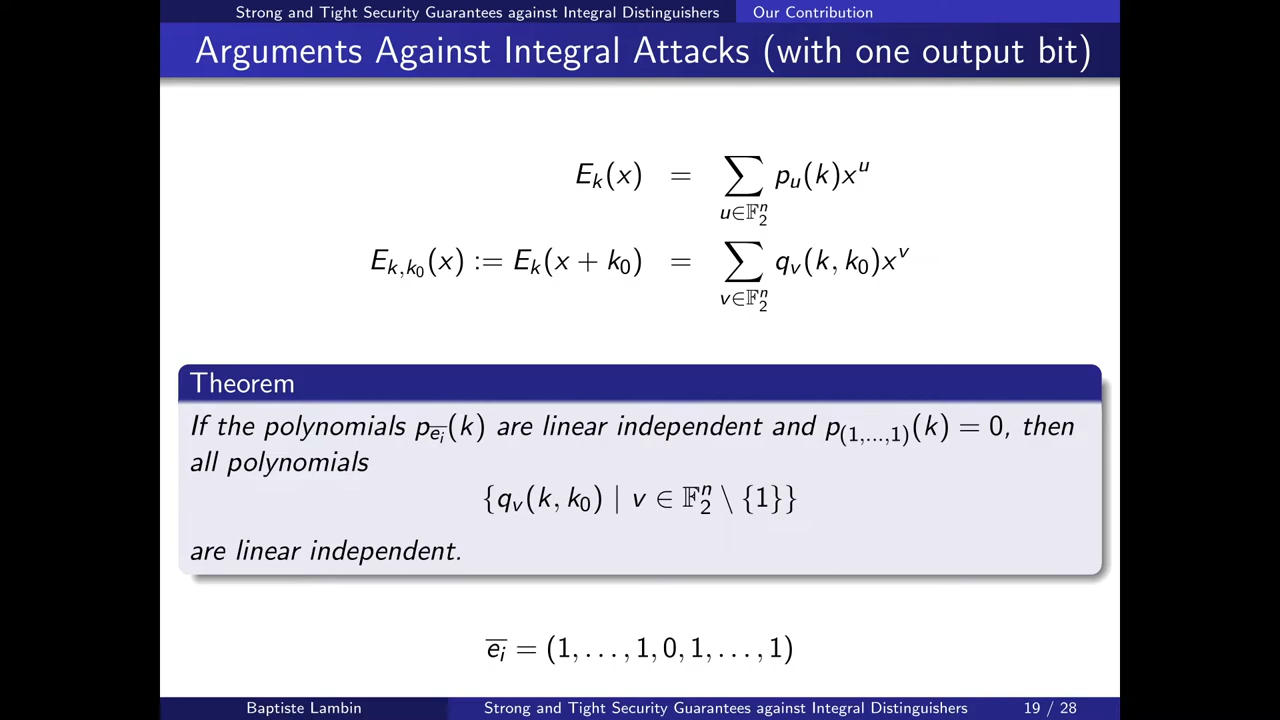 Strong and Tight Security Guarantees against Integral Distinguishers Our Contribution
Arguments Against Integral Attacks (with one output bit)
E_k(x) = ∑_{u∈𝔽_2^n} p_u(k)x^u
E_{k,k_0}(x) := E_k(x + k_0) = ∑_{v∈𝔽_2^n} q_v(k, k_0)x^v
Theorem
If the polynomials p_{\overline{e_i}}(k) are linear independent and p_{(1,...,1)}(k) = 0, then
all polynomials
{q_v(k, k_0) | v ∈ 𝔽_2^n \ {1}}
are linear independent.
\overline{e_i} = (1, . . . , 1, 0, 1, . . . , 1)
Baptiste Lambin Strong and Tight Security Guarantees against Integral Distinguishers 19 / 28